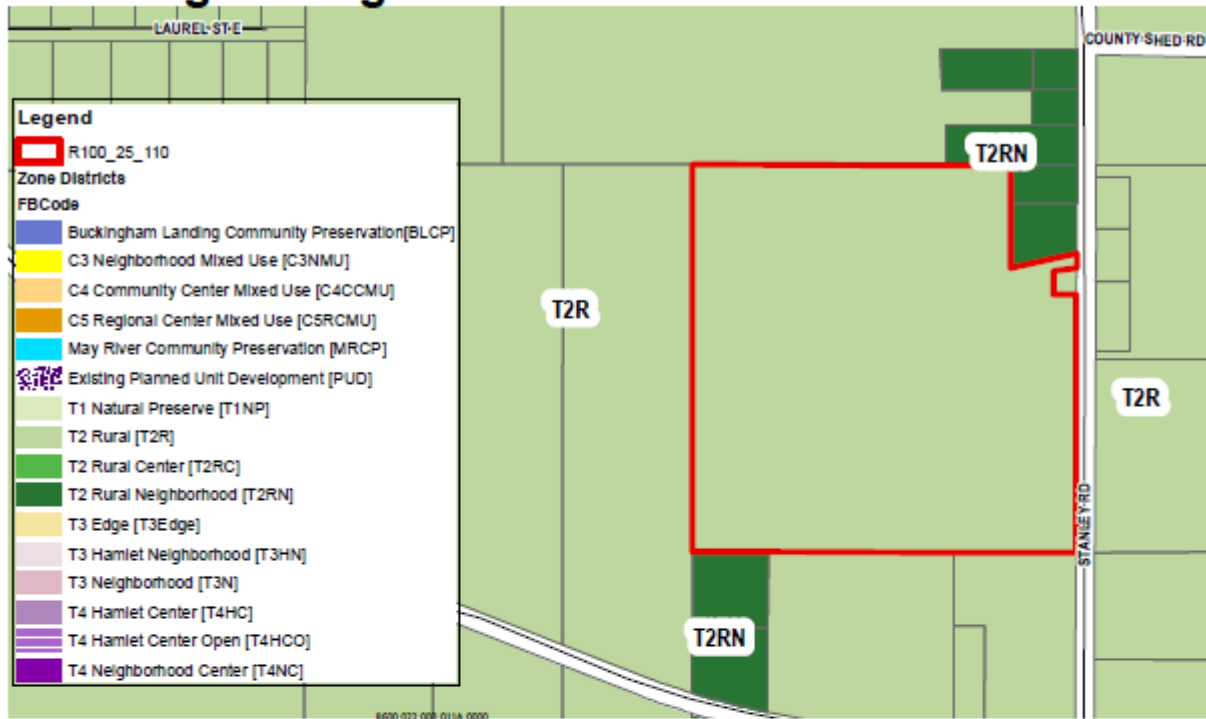 LAUREL ST E
COUNTY SHED RD
Legend
R100_25_110
Zone Districts
FBCode
Buckingham Landing Community Preservation[BLCP]
C3 Neighborhood Mixed Use [C3NMU]
C4 Community Center Mixed Use [C4CCMU]
C5 Regional Center Mixed Use [C5RCMU]
May River Community Preservation [MRCP]
Existing Planned Unit Development [PUD]
T1 Natural Preserve [T1NP]
T2 Rural [T2R]
T2 Rural Center [T2RC]
T2 Rural Neighborhood [T2RN]
T3 Edge [T3Edge]
T3 Hamlet Neighborhood [T3HN]
T3 Neighborhood [T3N]
T4 Hamlet Center [T4HC]
T4 Hamlet Center Open [T4HCO]
T4 Neighborhood Center [T4NC]
T2RN
T2R
T2R
STANLEY RD
T2RN